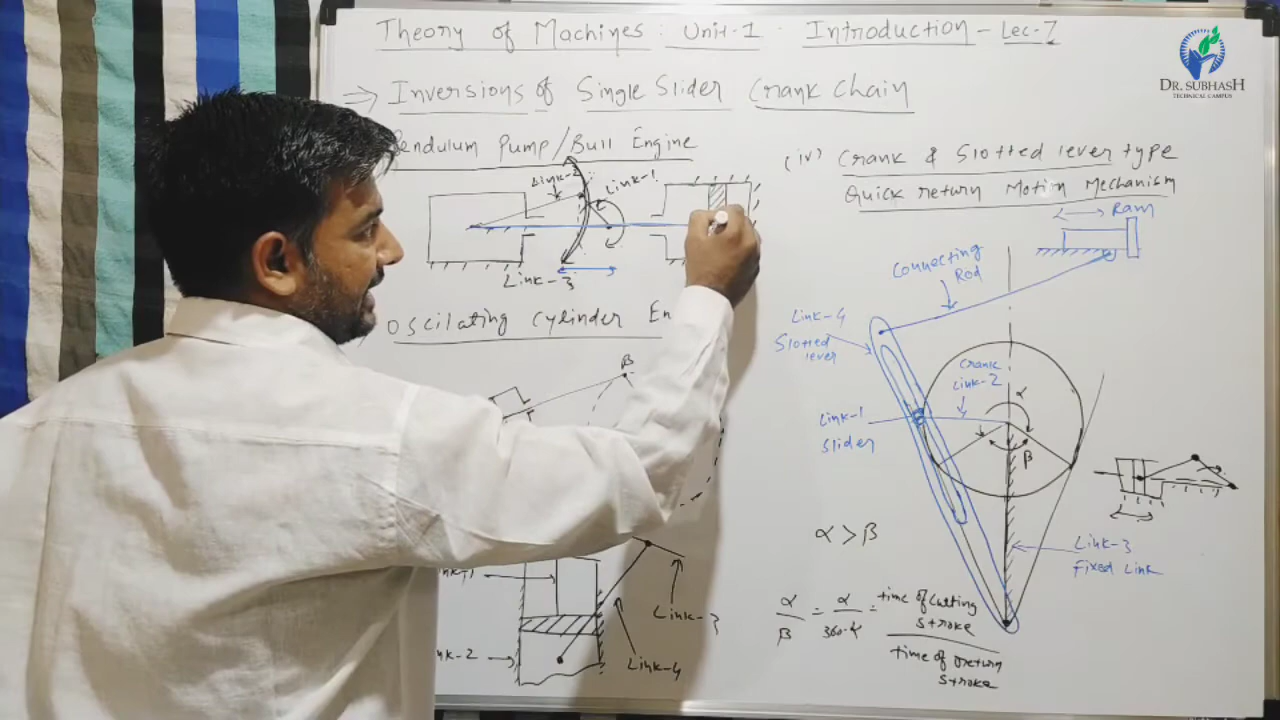 Theory of Machines: Unit-1. Introduction - Lec-7
DR. SUBHASH
TECHNICAL CAMPUS
⇒ Inversions of Single Slider Crank Chain
Pendulum Pump/Bull Engine
Link-2
Link-1
Link-3
Oscilating Cylinder En
B
Link-3
Link-4
nk-2
(iv) Crank & Slotted lever type
Quick return Motion Mechanism
Ram
Connecting
Rod
Link-4
Slotted
lever
Crank
Link-2
α
Link-1
Slider
β
α > β
Link-3
Fixed Link
α/β = α/360-α = time of cutting stroke / time of return stroke